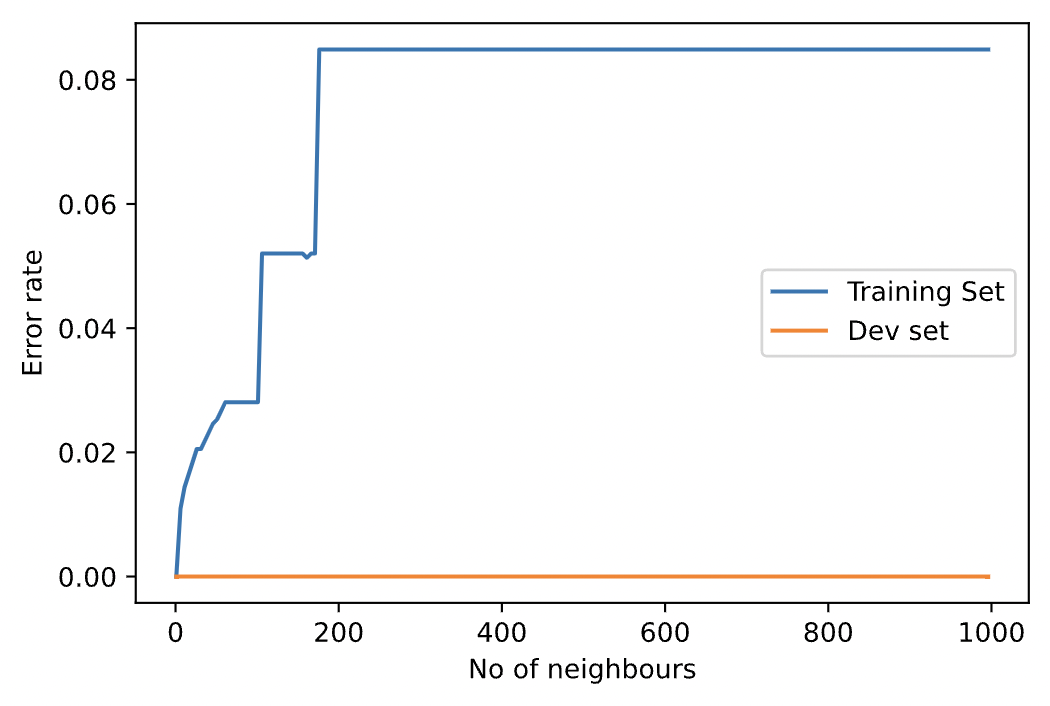 0.08
0.06
0.04
0.02
0.00
Error rate
Training Set
Dev set
0 200 400 600 800 1000
No of neighbours